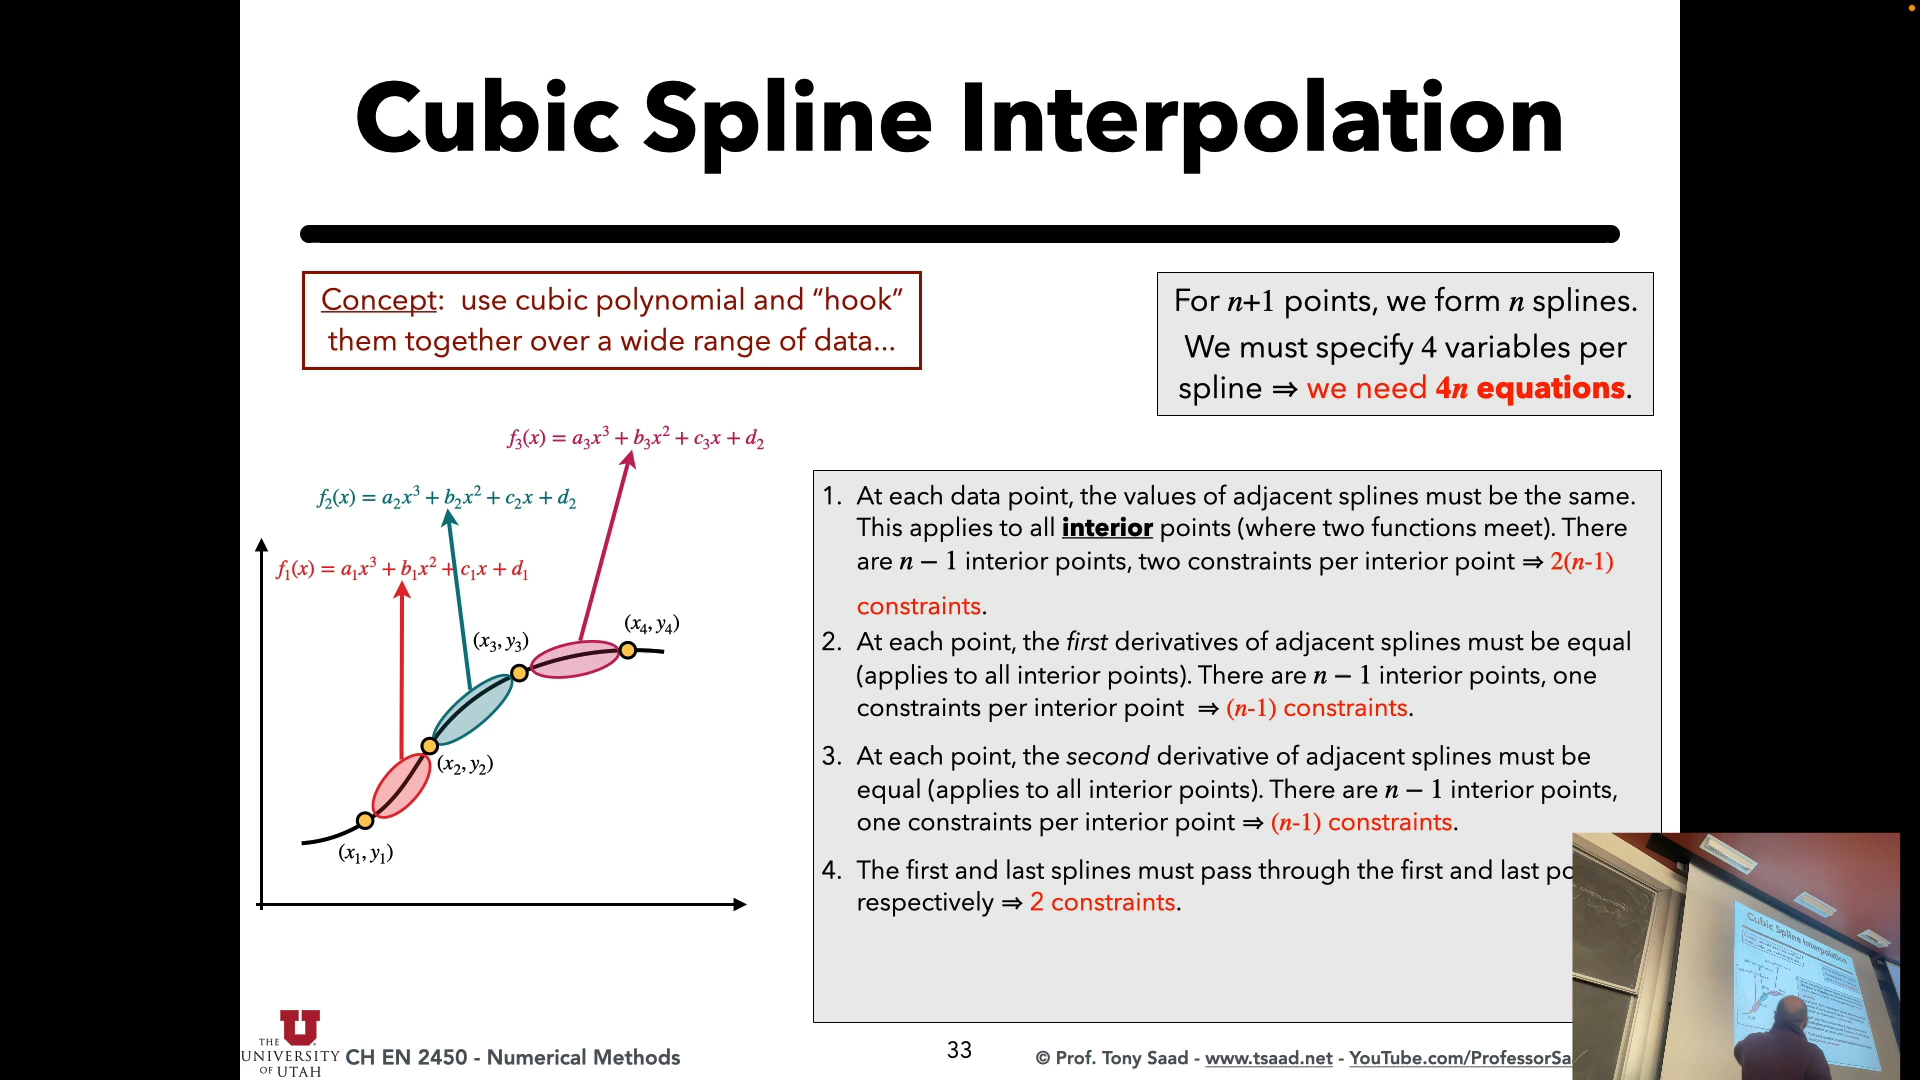 Cubic Spline Interpolation
Concept: use cubic polynomial and “hook”
them together over a wide range of data...
For n+1 points, we form n splines.
We must specify 4 variables per
spline ⇒ we need 4n equations.
f₃(x) = a₃x³ + b₃x² + c₃x + d₂
f₂(x) = a₂x³ + b₂x² + c₂x + d₂
f₁(x) = a₁x³ + b₁x² + c₁x + d₁
(x₄, y₄)
(x₃, y₃)
(x₂, y₂)
(x₁, y₁)
1. At each data point, the values of adjacent splines must be the same.
This applies to all interior points (where two functions meet). There
are n − 1 interior points, two constraints per interior point ⇒ 2(n-1)
constraints.
2. At each point, the first derivatives of adjacent splines must be equal
(applies to all interior points). There are n − 1 interior points, one
constraints per interior point ⇒ (n-1) constraints.
3. At each point, the second derivative of adjacent splines must be
equal (applies to all interior points). There are n − 1 interior points,
one constraints per interior point ⇒ (n-1) constraints.
4. The first and last splines must pass through the first and last po
respectively ⇒ 2 constraints.
THE
UNIVERSITY
OF UTAH
CH EN 2450 - Numerical Methods
33
© Prof. Tony Saad - www.tsaad.net - YouTube.com/ProfessorSa
Cubic Spline Interpolation